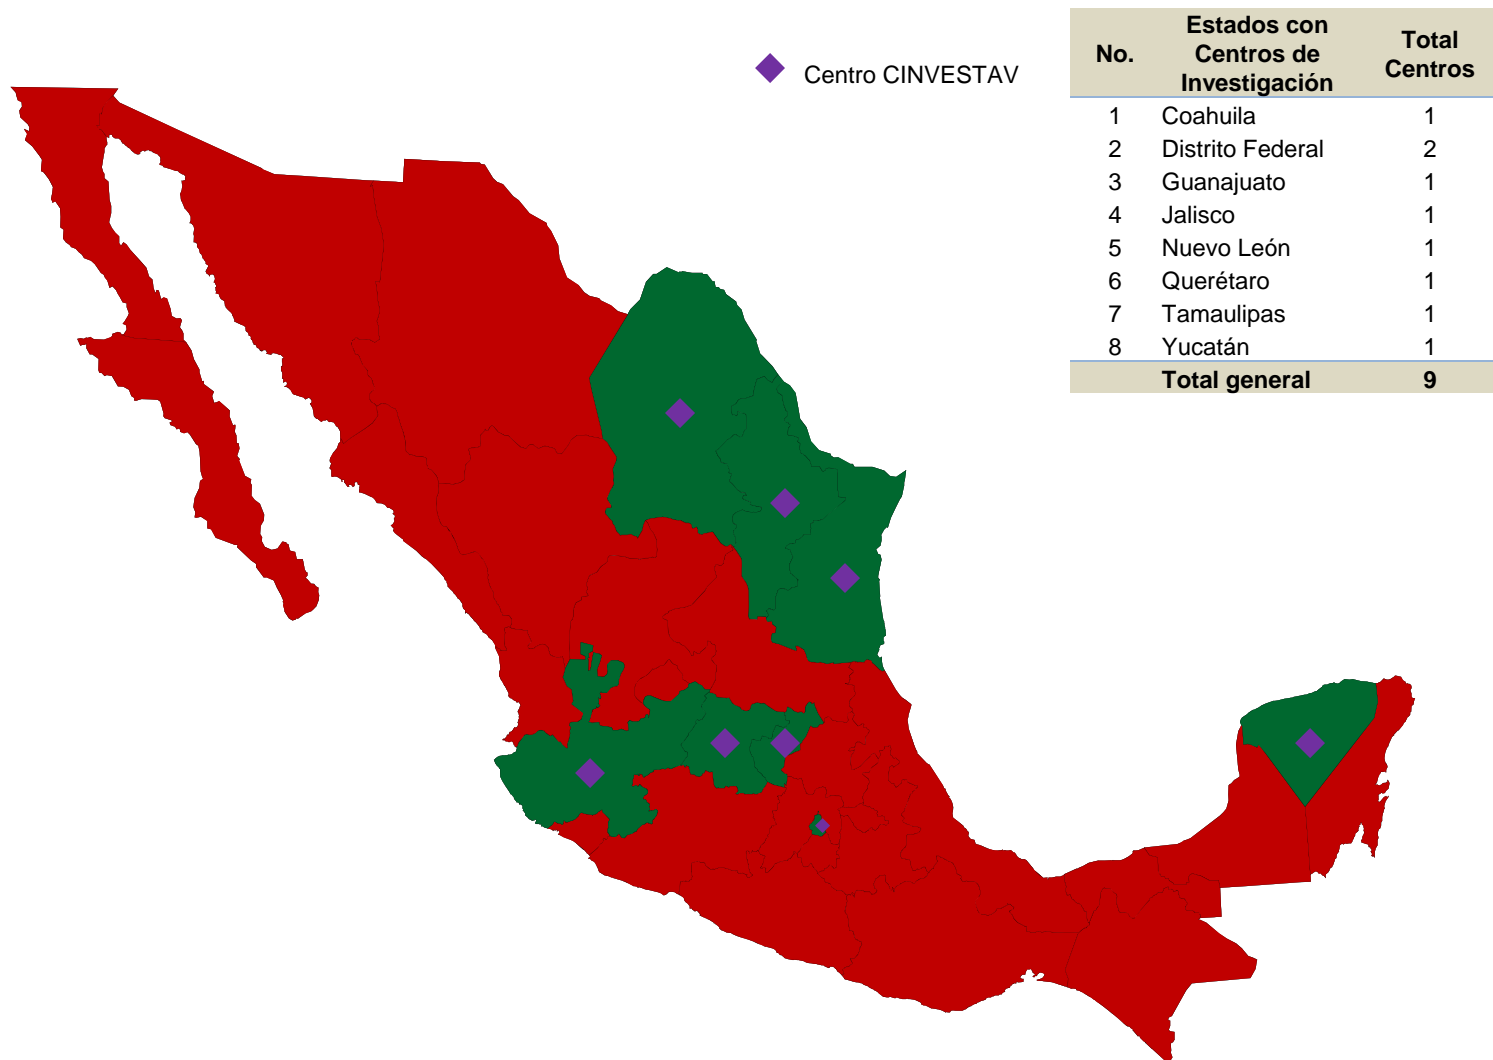 Centro CINVESTAV
No. Estados con Centros de Investigación Total Centros
1 Coahuila 1
2 Distrito Federal 2
3 Guanajuato 1
4 Jalisco 1
5 Nuevo León 1
6 Querétaro 1
7 Tamaulipas 1
8 Yucatán 1
Total general 9